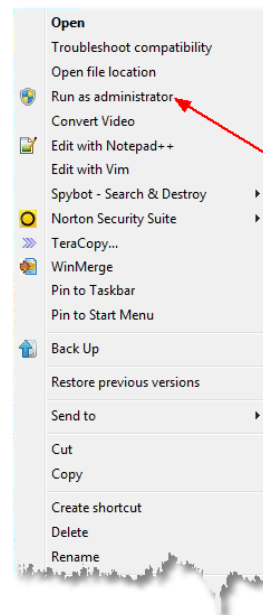 Open
Troubleshoot compatibility
Open file location
Run as administrator
Convert Video
Edit with Notepad++
Edit with Vim
Spybot - Search & Destroy
Norton Security Suite
TeraCopy...
WinMerge
Pin to Taskbar
Pin to Start Menu
Back Up
Restore previous versions
Send to
Cut
Copy
Create shortcut
Delete
Rename